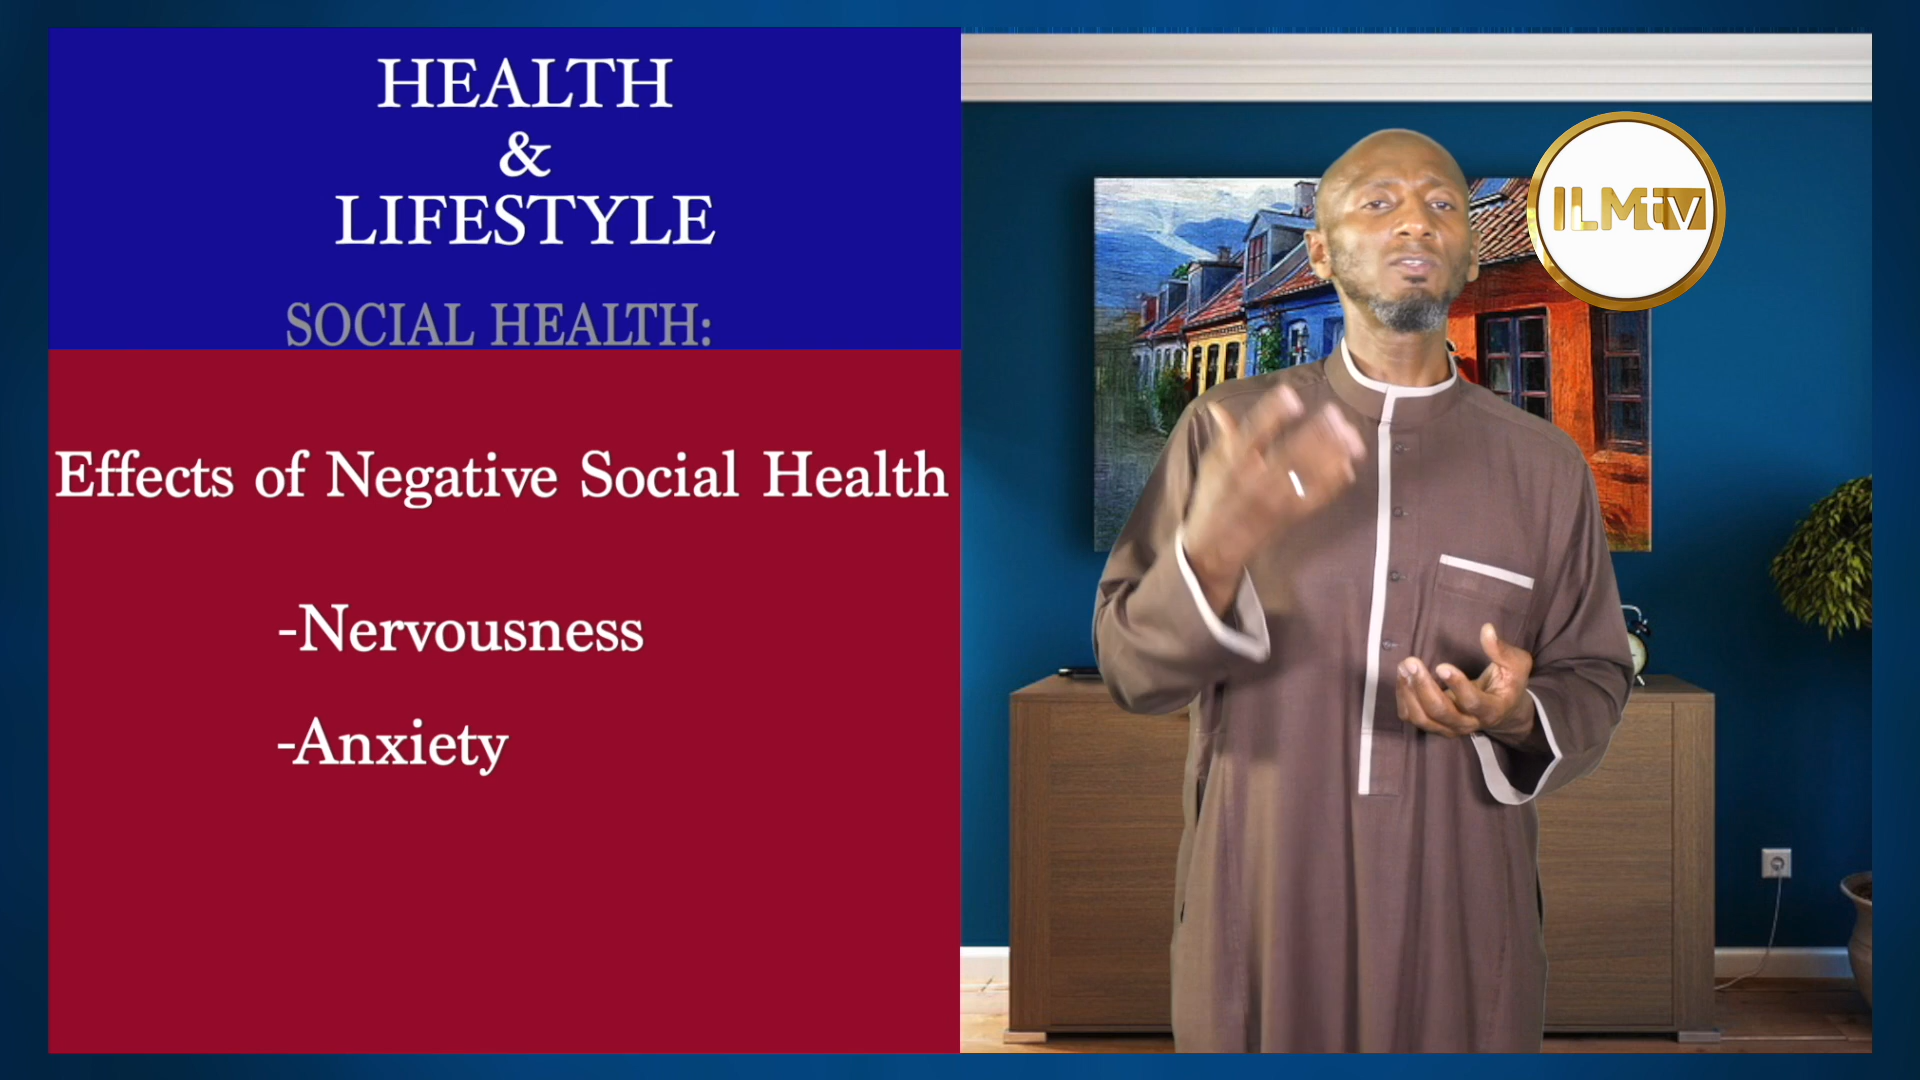 HEALTH
&
LIFESTYLE
SOCIAL HEALTH:
Effects of Negative Social Health
-Nervousness
-Anxiety
ILMtv